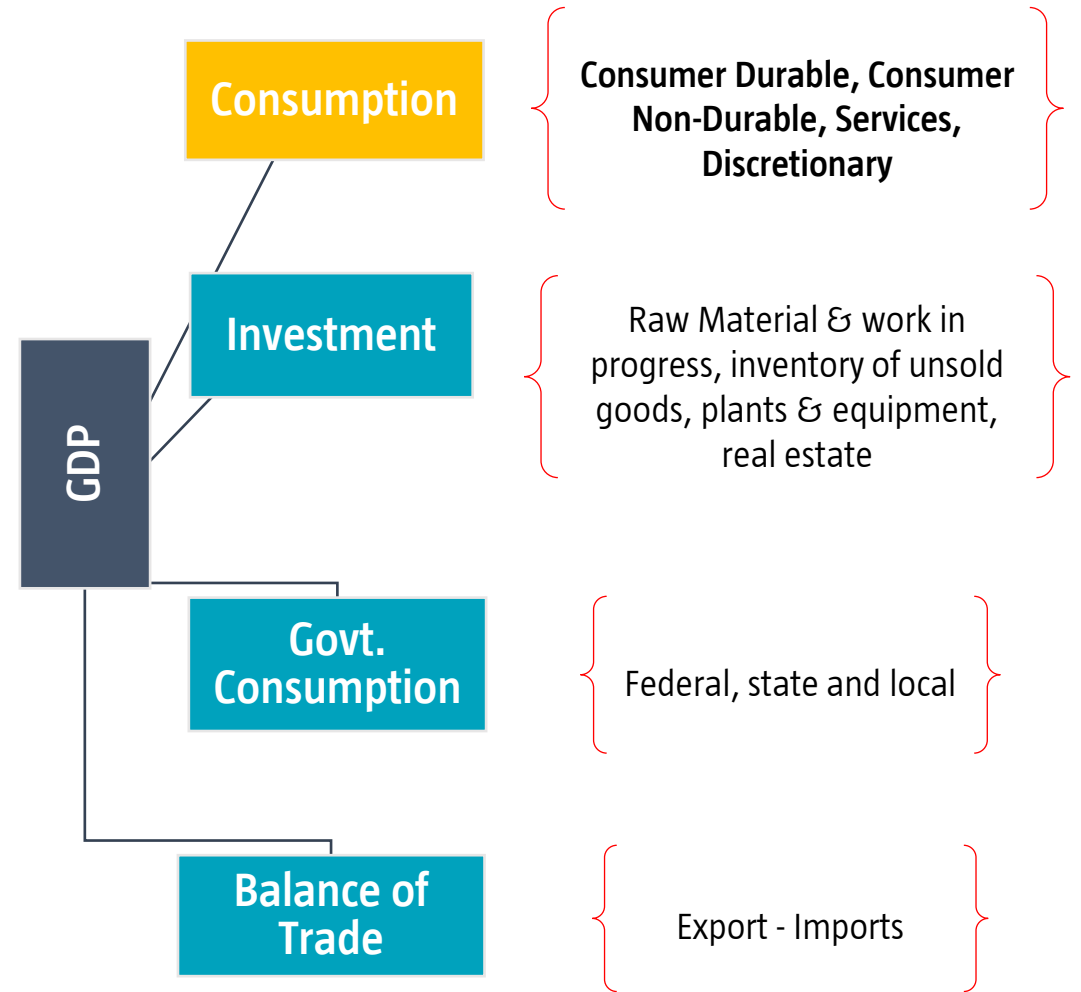 Consumption
Consumer Durable, Consumer
Non-Durable, Services,
Discretionary
Investment
Raw Material & work in
progress, inventory of unsold
goods, plants & equipment,
real estate
GDP
Govt.
Consumption
Federal, state and local
Balance of
Trade
Export - Imports